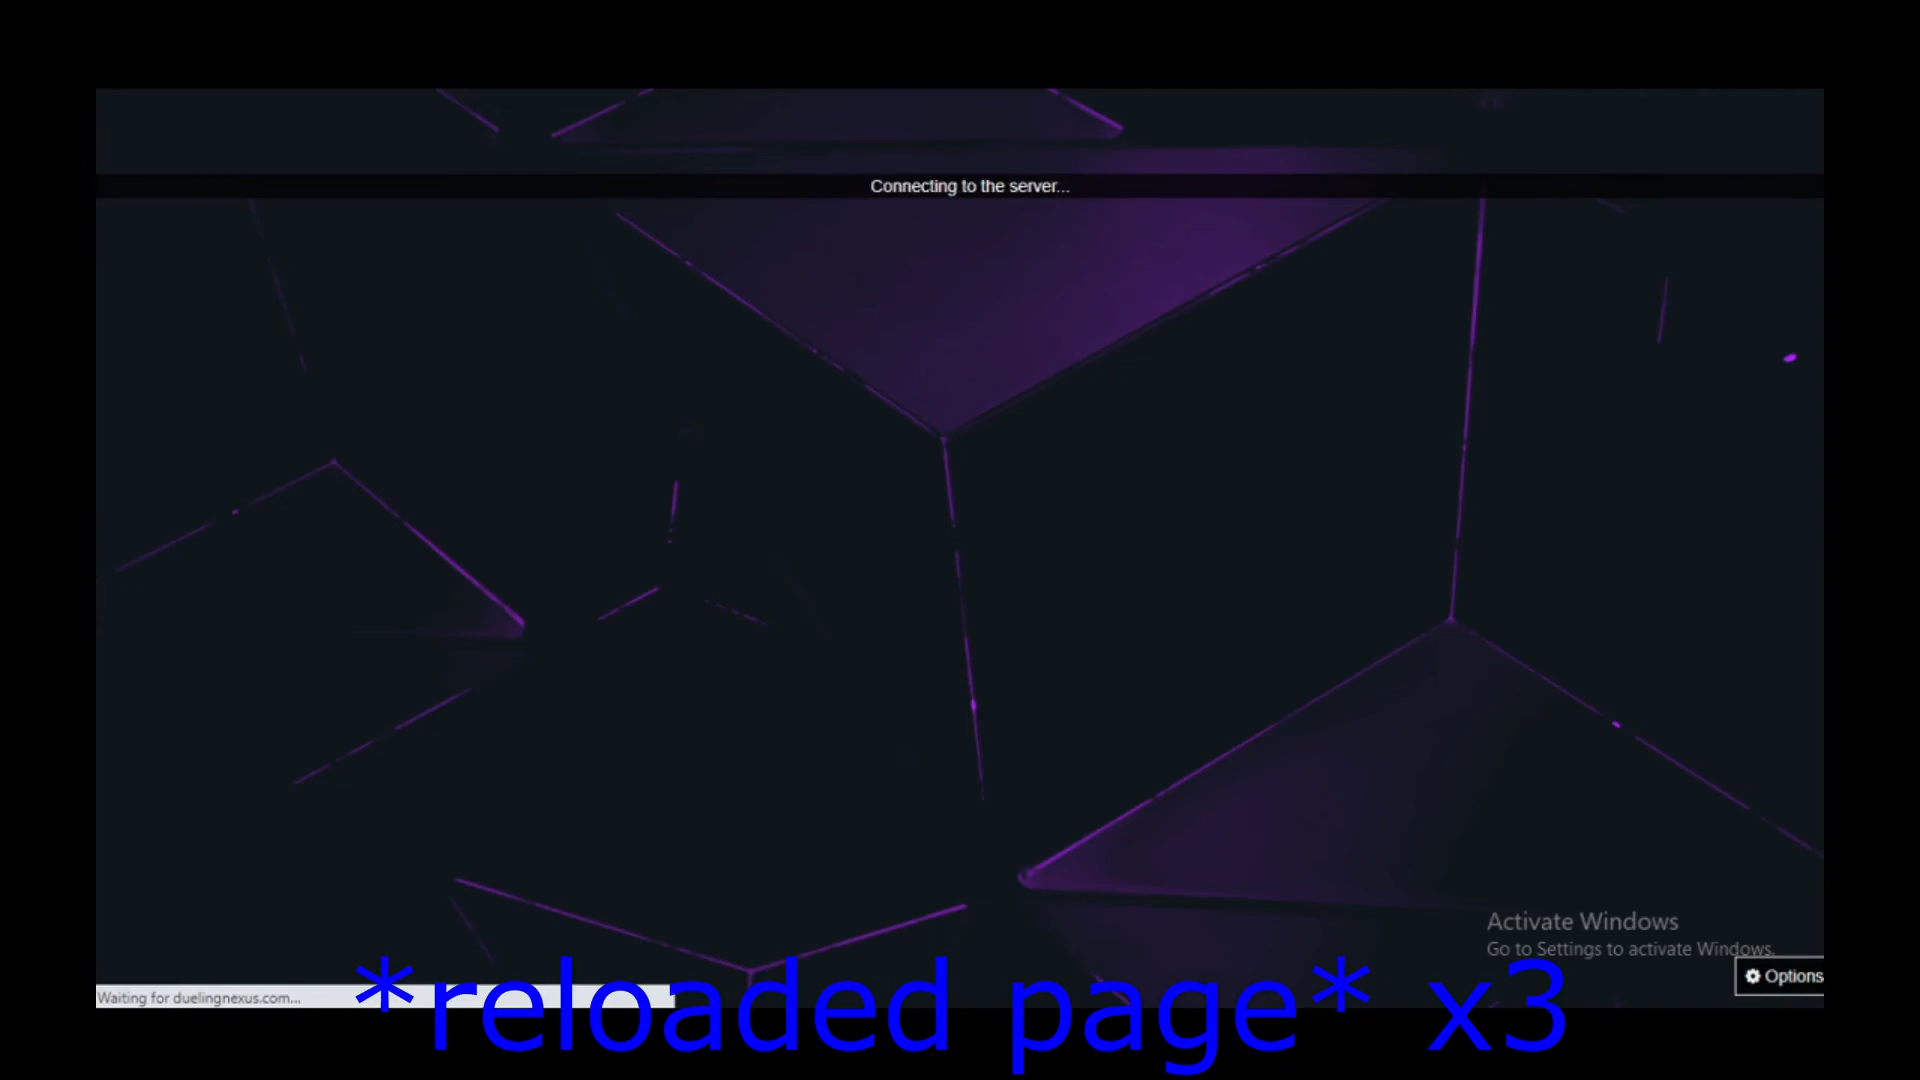 Connecting to the server...
Activate Windows
Go to Settings to activate Windows.
Options
Waiting for duelingnexus.com...
*reloaded page* x3